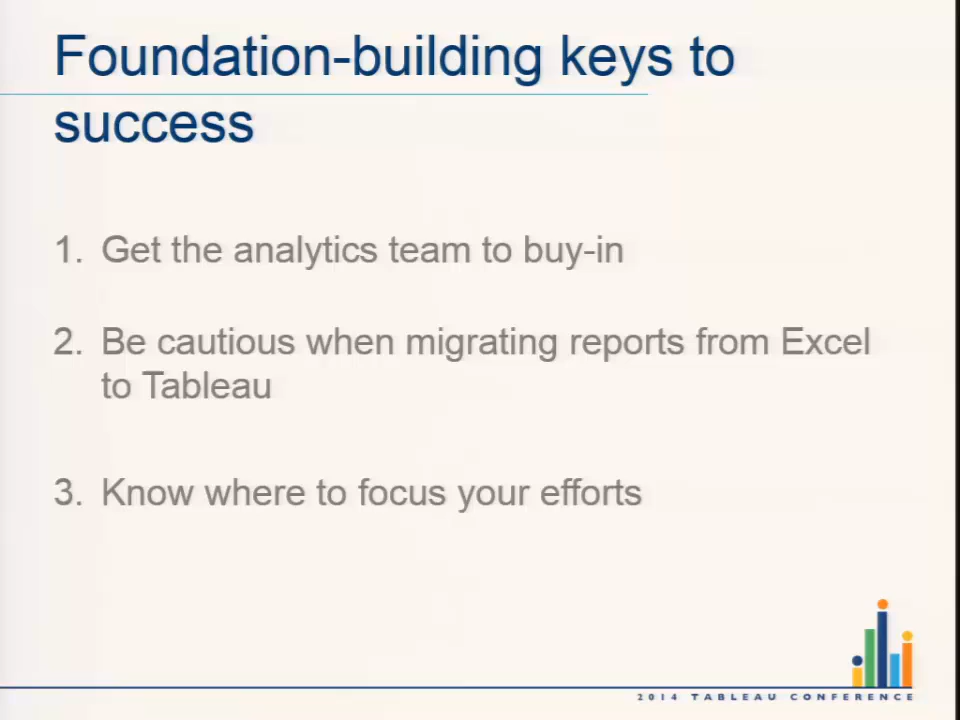 Foundation-building keys to
success
1. Get the analytics team to buy-in
2. Be cautious when migrating reports from Excel
to Tableau
3. Know where to focus your efforts
2014 TABLEAU CONFERENCE